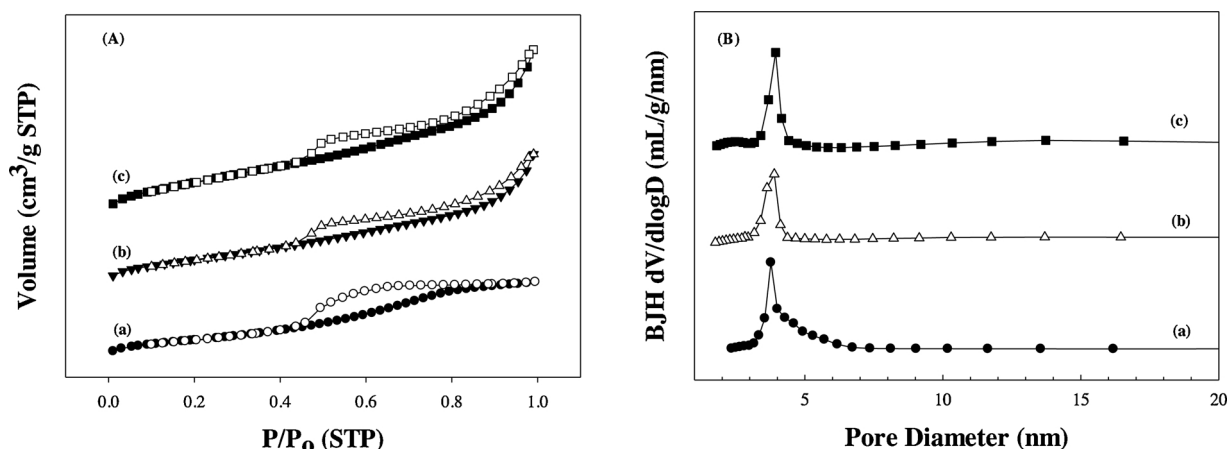 (A)
(c)
(b)
(a)
Volume (cm³/g STP)
0.0 0.2 0.4 0.6 0.8 1.0
P/Pₒ (STP)
(B)
(c)
(b)
(a)
BJH dV/dlogD (mL/g/nm)
5 10 15 20
Pore Diameter (nm)